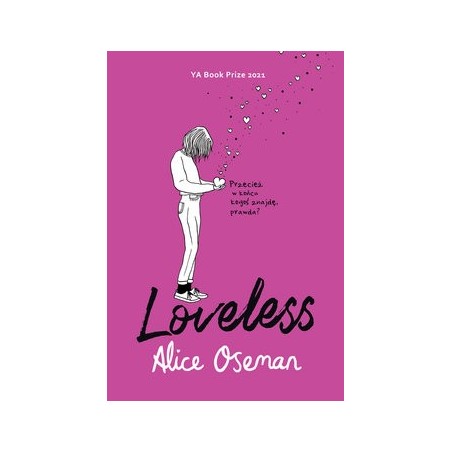 YA Book Prize 2021
Przecież
w końcu
kogoś znajdę,
prawda?
Loveless
Alice Oseman